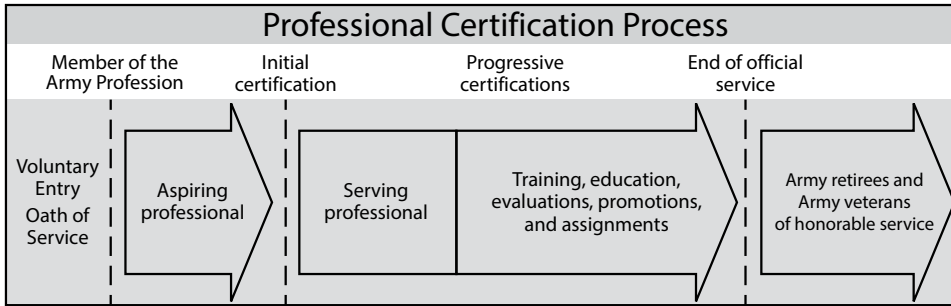 Professional Certification Process
Member of the
Army Profession
Initial
certification
Progressive
certifications
End of official
service
Voluntary
Entry
Oath of
Service
Aspiring
professional
Serving
professional
Training, education,
evaluations, promotions,
and assignments
Army retirees and
Army veterans
of honorable service